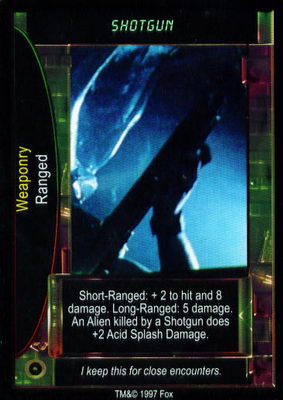 SHOTGUN
Weaponry
Ranged
Short-Ranged: + 2 to hit and 8
damage. Long-Ranged: 5 damage.
An Alien killed by a Shotgun does
+2 Acid Splash Damage.
I keep this for close encounters.
TM&© 1997 Fox